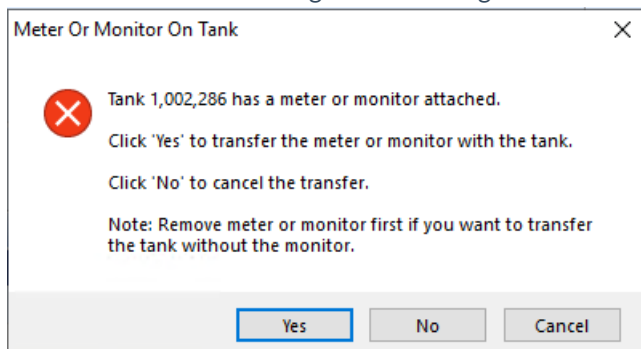 Meter Or Monitor On Tank
Tank 1,002,286 has a meter or monitor attached.
Click 'Yes' to transfer the meter or monitor with the tank.
Click 'No' to cancel the transfer.
Note: Remove meter or monitor first if you want to transfer
the tank without the monitor.
Yes
No
Cancel